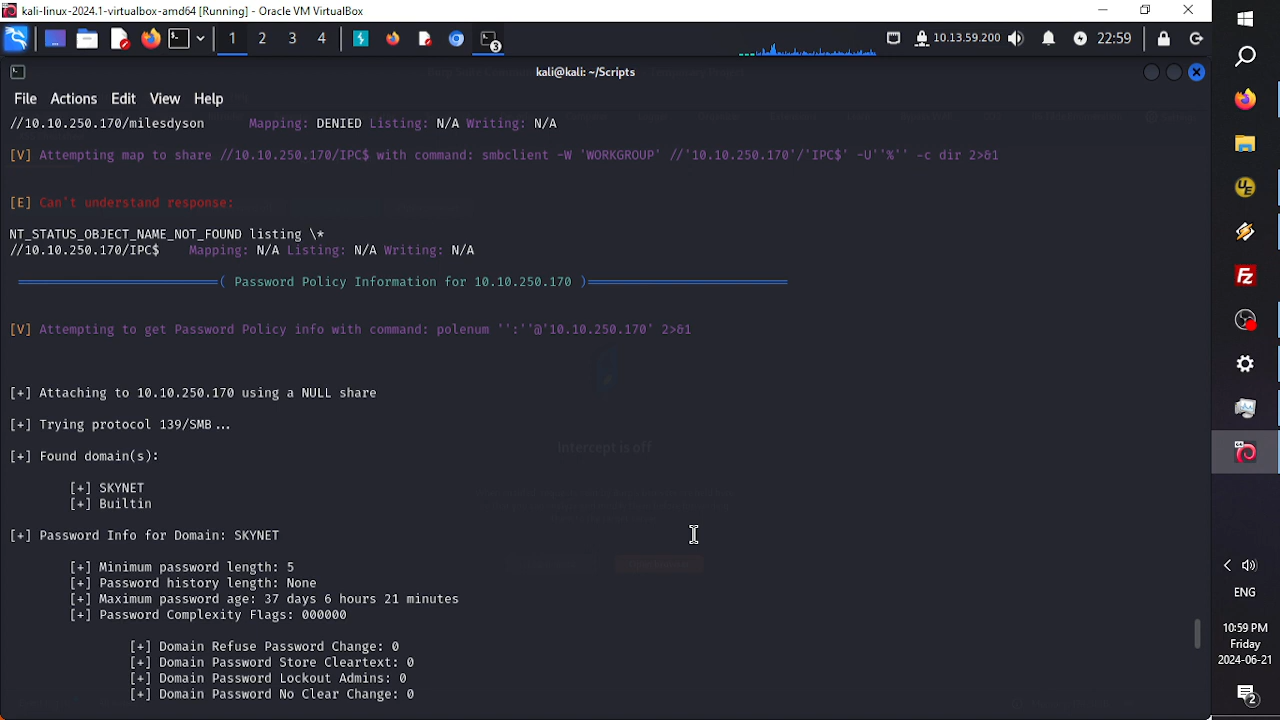 kali-linux-2024.1-virtualbox-amd64 [Running] - Oracle VM VirtualBox
1 2 3 4 3 10.13.59.200 22:59
kali@kali: ~/Scripts
File Actions Edit View Help
//10.10.250.170/milesdyson Mapping: DENIED Listing: N/A Writing: N/A
[V] Attempting map to share //10.10.250.170/IPC$ with command: smbclient -W 'WORKGROUP' //'10.10.250.170'/'IPC$' -U''%'' -c dir 2>&1
[E] Can't understand response:
NT_STATUS_OBJECT_NAME_NOT_FOUND listing \*
//10.10.250.170/IPC$ Mapping: N/A Listing: N/A Writing: N/A
( Password Policy Information for 10.10.250.170 )
[V] Attempting to get Password Policy info with command: polenum '':''@'10.10.250.170' 2>&1
[+] Attaching to 10.10.250.170 using a NULL share
[+] Trying protocol 139/SMB...
Intercept is off
[+] Found domain(s):
[+] SKYNET
[+] Builtin
[+] Password Info for Domain: SKYNET
[+] Minimum password length: 5
[+] Password history length: None
[+] Maximum password age: 37 days 6 hours 21 minutes
[+] Password Complexity Flags: 000000
[+] Domain Refuse Password Change: 0
[+] Domain Password Store Cleartext: 0
[+] Domain Password Lockout Admins: 0
[+] Domain Password No Clear Change: 0
UE
FZ
ENG
10:59 PM
Friday
2024-06-21
2